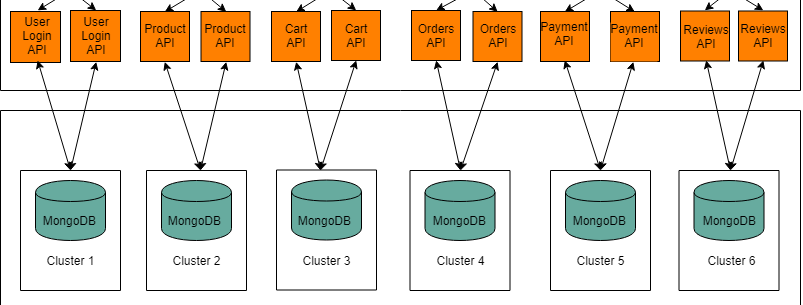 User Login API
User Login API
Product API
Product API
Cart API
Cart API
Orders API
Orders API
Payment API
Payment API
Reviews API
Reviews API
MongoDB
MongoDB
MongoDB
MongoDB
MongoDB
MongoDB
Cluster 1
Cluster 2
Cluster 3
Cluster 4
Cluster 5
Cluster 6